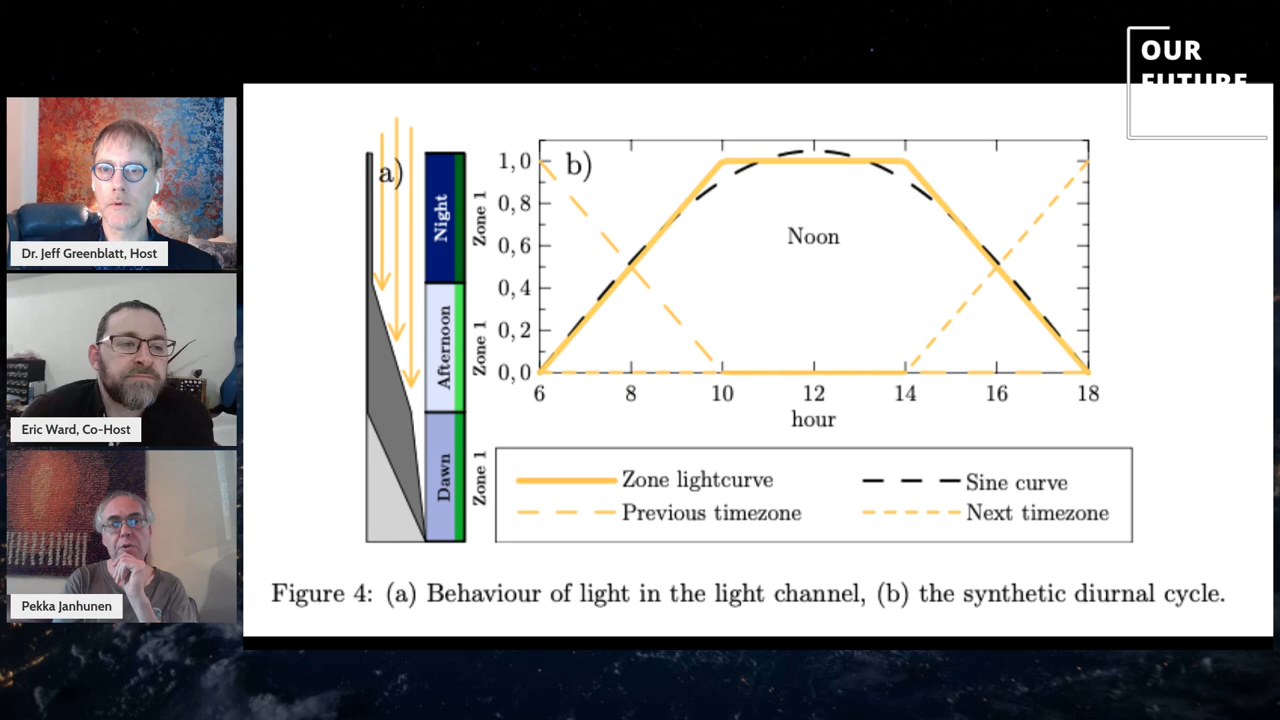 OUR
FUTURE
Dr. Jeff Greenblatt, Host
Eric Ward, Co-Host
Pekka Janhunen
a)
Night
Zone 1
Afternoon
Zone 1
Dawn
Zone 1
b)
1,0
0,8
0,6
0,4
0,2
0,0
Noon
6 8 10 12 14 16 18
hour
Zone lightcurve
Sine curve
Previous timezone
Next timezone
Figure 4: (a) Behaviour of light in the light channel, (b) the synthetic diurnal cycle.